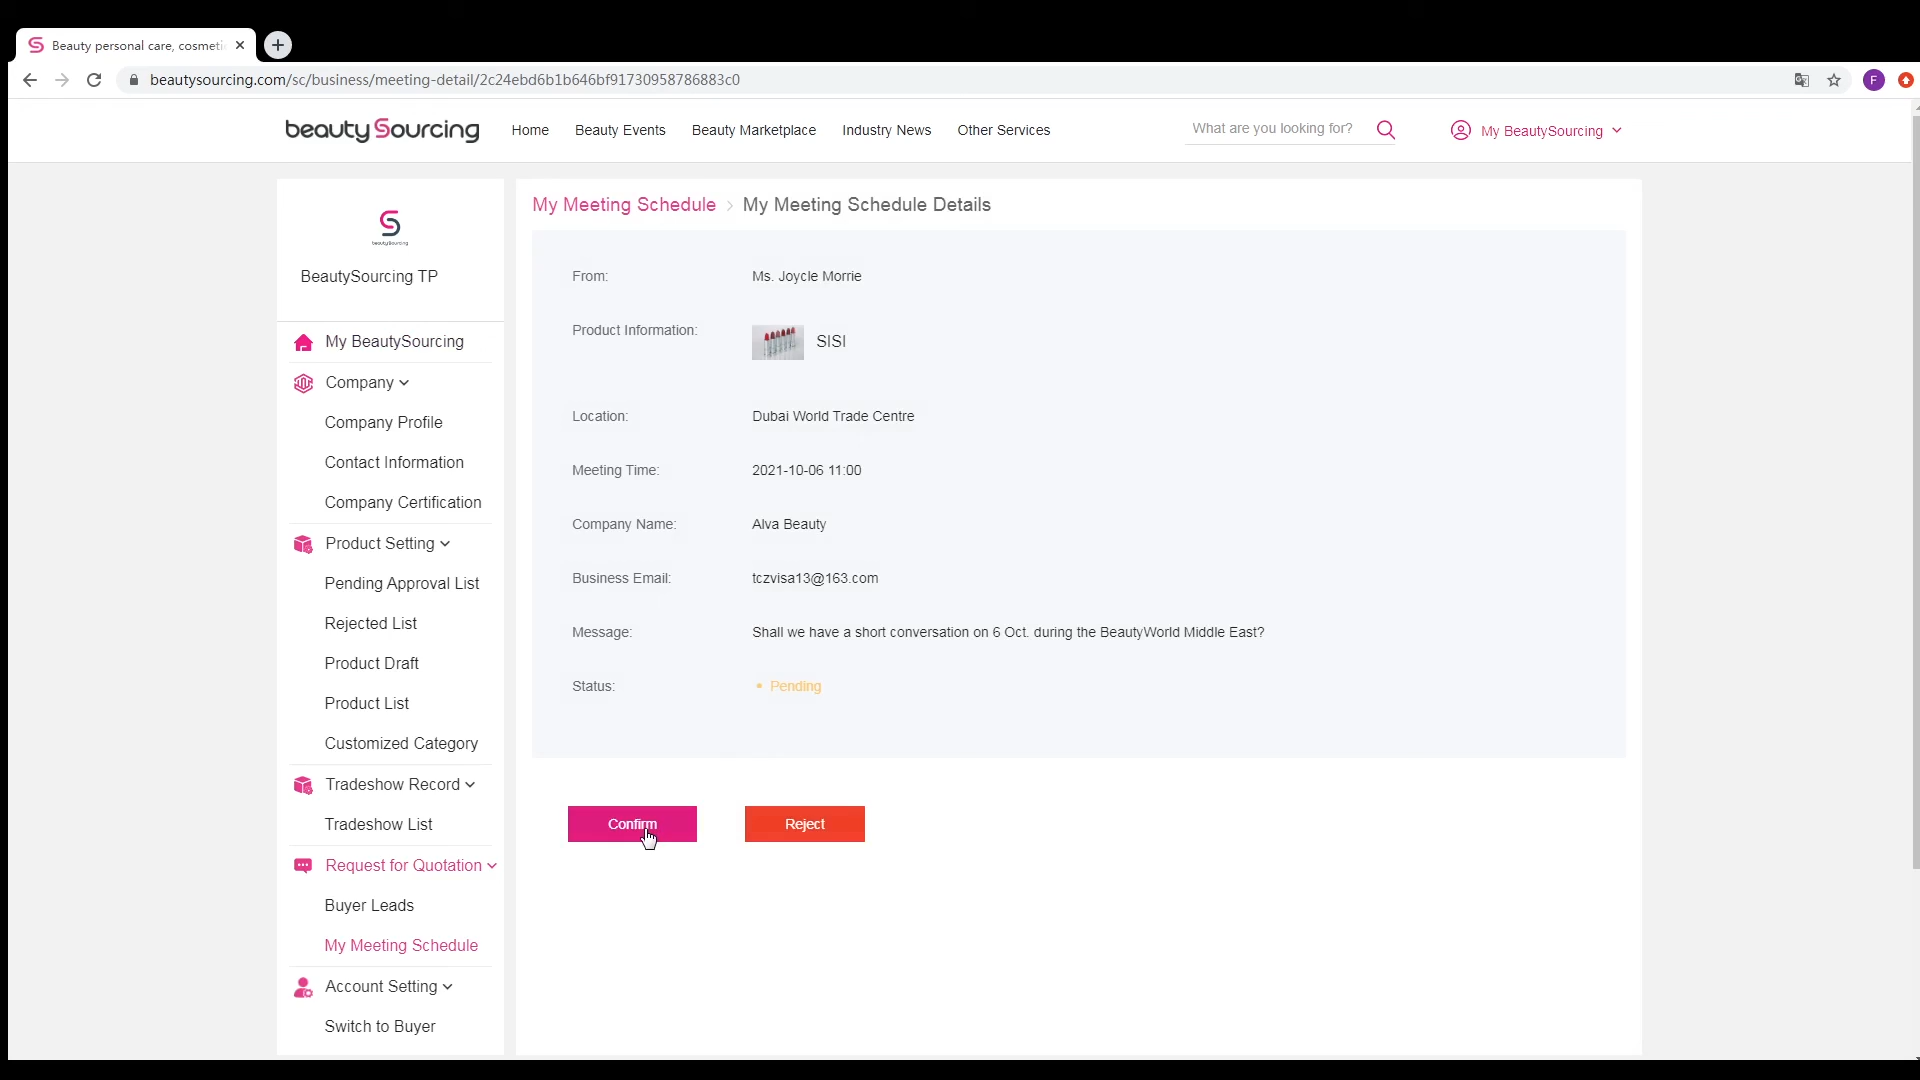 Beauty personal care, cosmeti
beautysourcing.com/sc/business/meeting-detail/2c24ebd6b1b646bf91730958786883c0
F
beautySourcing
Home
Beauty Events
Beauty Marketplace
Industry News
Other Services
What are you looking for?
My BeautySourcing
beautySourcing
BeautySourcing TP
My BeautySourcing
Company
Company Profile
Contact Information
Company Certification
Product Setting
Pending Approval List
Rejected List
Product Draft
Product List
Customized Category
Tradeshow Record
Tradeshow List
Request for Quotation
Buyer Leads
My Meeting Schedule
Account Setting
Switch to Buyer
My Meeting Schedule > My Meeting Schedule Details
From: Ms. Joycle Morrie
Product Information: SISI
Location: Dubai World Trade Centre
Meeting Time: 2021-10-06 11:00
Company Name: Alva Beauty
Business Email: tczvisa13@163.com
Message: Shall we have a short conversation on 6 Oct. during the BeautyWorld Middle East?
Status: • Pending
Confirm
Reject